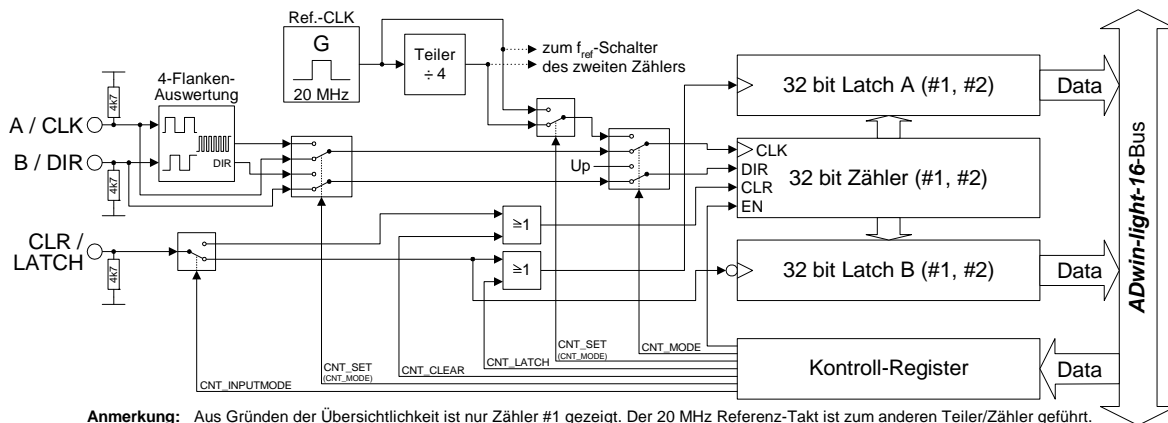 Ref.-CLK
G
20 MHz
Teiler
÷ 4
zum fref-Schalter
des zweiten Zählers
4-Flanken-
Auswertung
4k7
A / CLK
B / DIR
DIR
4k7
CLR /
LATCH
4k7
Up
≥1
≥1
32 bit Latch A (#1, #2)
Data
CLK
DIR
CLR
EN
32 bit Zähler (#1, #2)
32 bit Latch B (#1, #2)
Data
Kontroll-Register
Data
ADwin-light-16-Bus
CNT_INPUTMODE
CNT_SET
(CNT_MODE)
CNT_CLEAR
CNT_LATCH
CNT_SET
(CNT_MODE)
CNT_MODE
Anmerkung: Aus Gründen der Übersichtlichkeit ist nur Zähler #1 gezeigt. Der 20 MHz Referenz-Takt ist zum anderen Teiler/Zähler geführt.